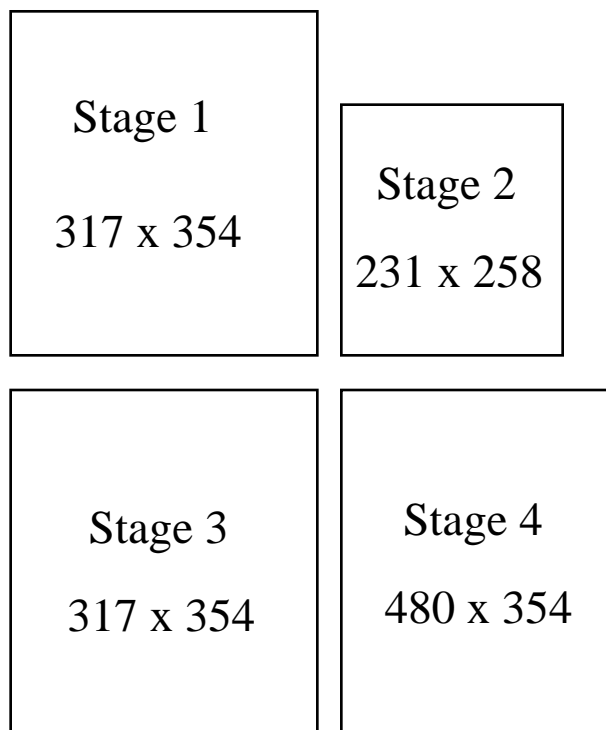 Stage 1
317 x 354
Stage 2
231 x 258
Stage 3
317 x 354
Stage 4
480 x 354